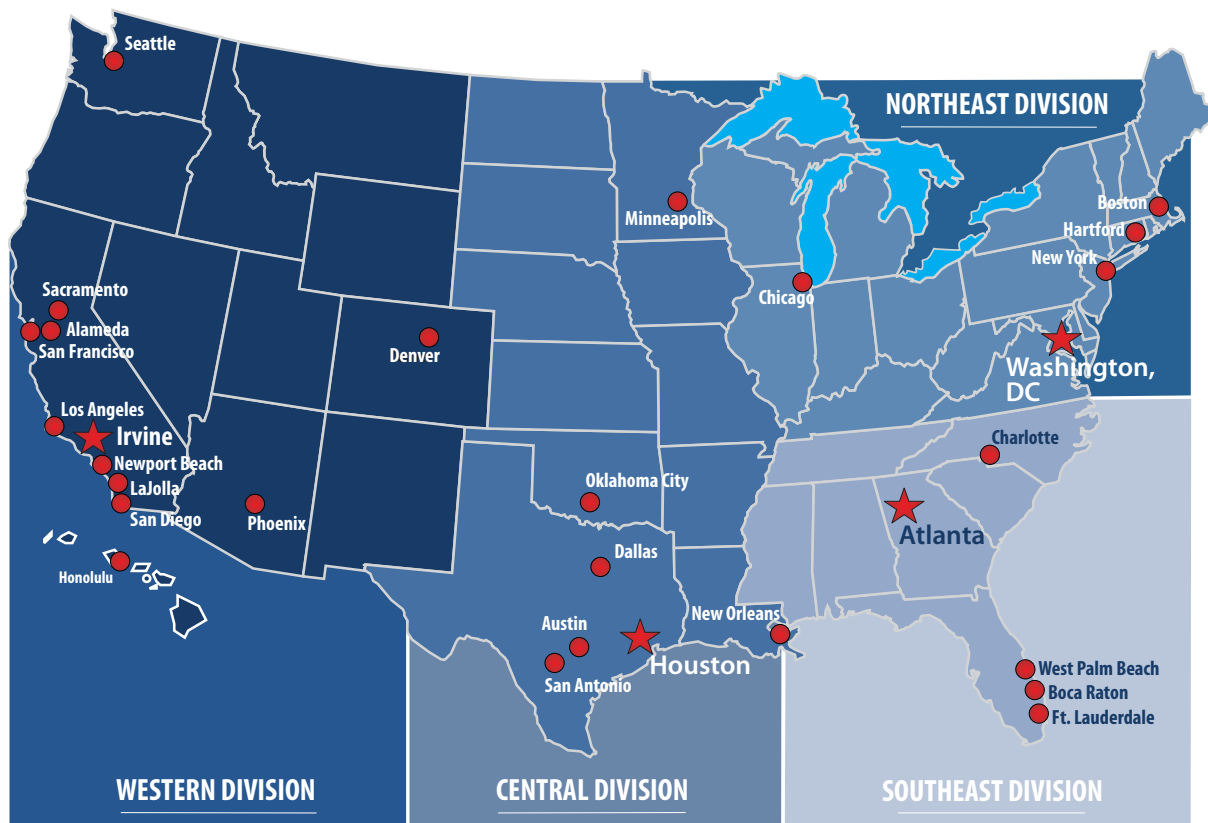 Seattle
NORTHEAST DIVISION
Minneapolis
Boston
Hartford
New York
Sacramento
Chicago
Alameda
San Francisco
Denver
Washington,
DC
Los Angeles
Irvine
Charlotte
Newport Beach
LaJolla
Oklahoma City
San Diego
Phoenix
Atlanta
Dallas
Honolulu
New Orleans
Austin
Houston
West Palm Beach
San Antonio
Boca Raton
Ft. Lauderdale
WESTERN DIVISION
CENTRAL DIVISION
SOUTHEAST DIVISION